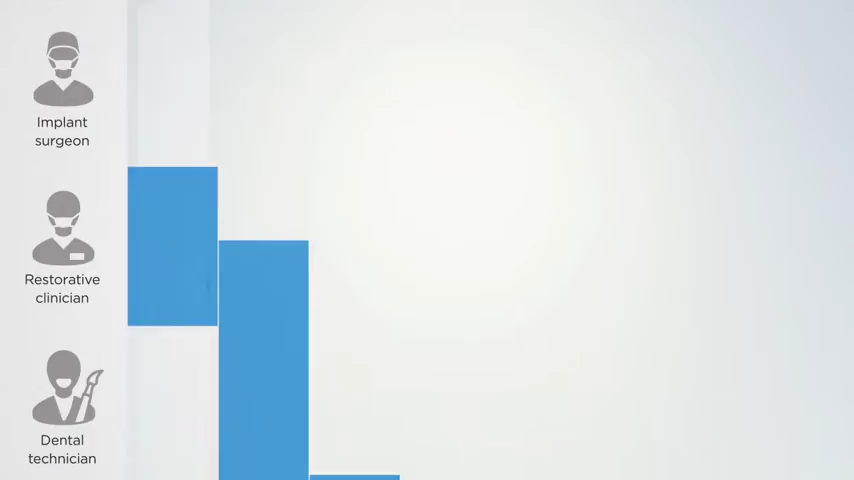 Implant
surgeon
Restorative
clinician
Dental
technician